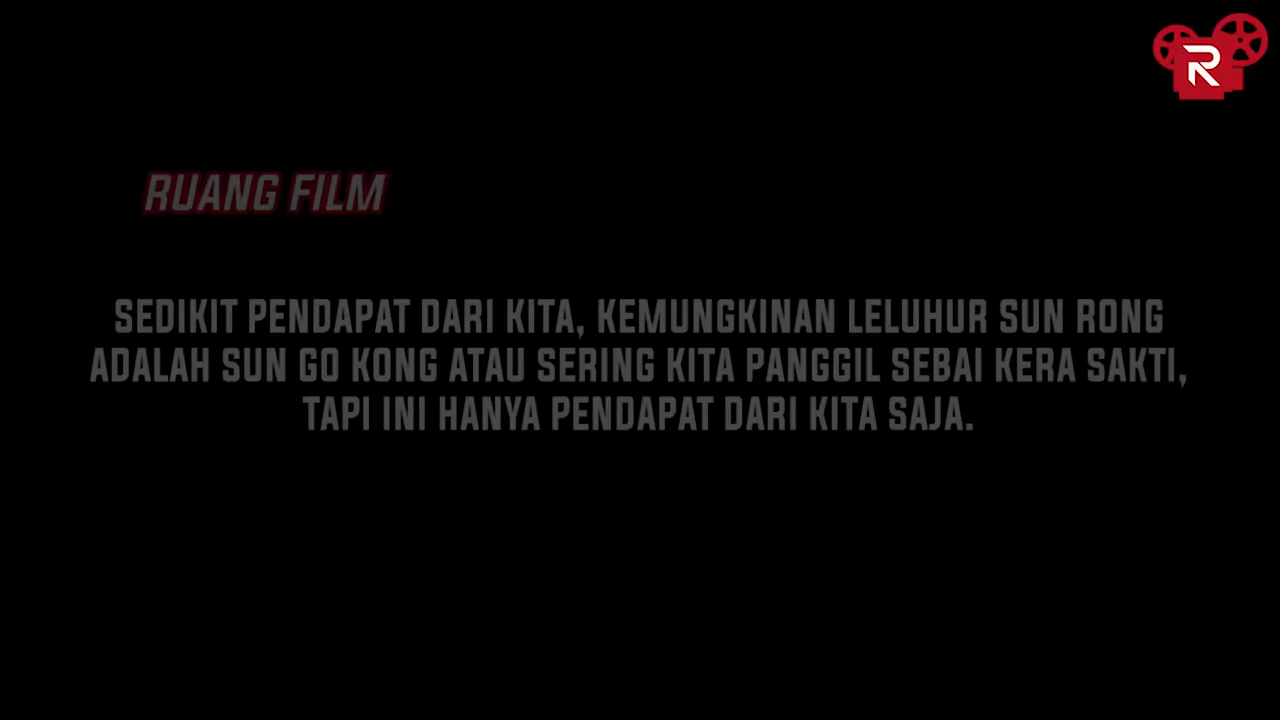 R
RUANG FILM
SEDIKIT PENDAPAT DARI KITA, KEMUNGKINAN LELUHUR SUN RONG
ADALAH SUN GO KONG ATAU SERING KITA PANGGIL SEBAI KERA SAKTI,
TAPI INI HANYA PENDAPAT DARI KITA SAJA.